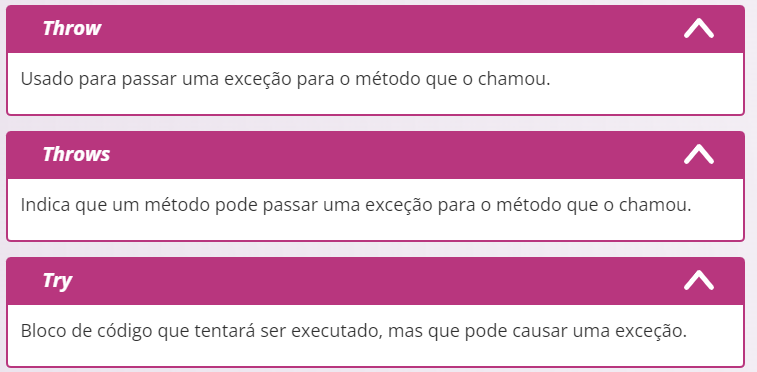 Throw
Usado para passar uma exceção para o método que o chamou.
Throws
Indica que um método pode passar uma exceção para o método que o chamou.
Try
Bloco de código que tentará ser executado, mas que pode causar uma exceção.